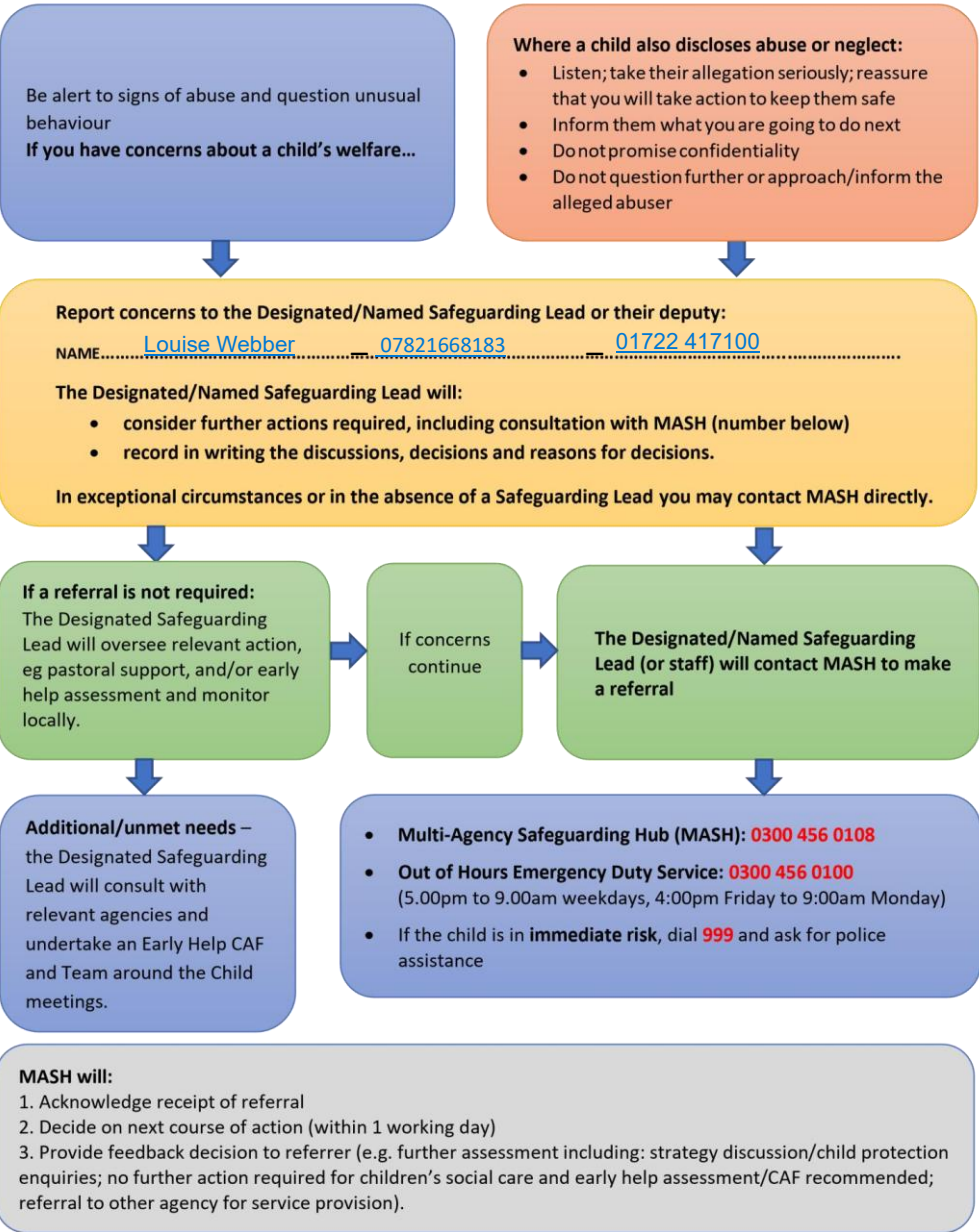 Be alert to signs of abuse and question unusual
behaviour
If you have concerns about a child's welfare...
Where a child also discloses abuse or neglect:
• Listen; take their allegation seriously; reassure
that you will take action to keep them safe
• Inform them what you are going to do next
• Do not promise confidentiality
• Do not question further or approach/inform the
alleged abuser
Report concerns to the Designated/Named Safeguarding Lead or their deputy:
NAME......... Louise Webber ............ – 07821668183 ............ – 01722 417100 ............
The Designated/Named Safeguarding Lead will:
• consider further actions required, including consultation with MASH (number below)
• record in writing the discussions, decisions and reasons for decisions.
In exceptional circumstances or in the absence of a Safeguarding Lead you may contact MASH directly.
If a referral is not required:
The Designated Safeguarding
Lead will oversee relevant action,
eg pastoral support, and/or early
help assessment and monitor
locally.
If concerns
continue
The Designated/Named Safeguarding
Lead (or staff) will contact MASH to make
a referral
Additional/unmet needs –
the Designated Safeguarding
Lead will consult with
relevant agencies and
undertake an Early Help CAF
and Team around the Child
meetings.
• Multi-Agency Safeguarding Hub (MASH): 0300 456 0108
• Out of Hours Emergency Duty Service: 0300 456 0100
(5.00pm to 9.00am weekdays, 4:00pm Friday to 9:00am Monday)
• If the child is in immediate risk, dial 999 and ask for police
assistance
MASH will:
1. Acknowledge receipt of referral
2. Decide on next course of action (within 1 working day)
3. Provide feedback decision to referrer (e.g. further assessment including: strategy discussion/child protection
enquiries; no further action required for children's social care and early help assessment/CAF recommended;
referral to other agency for service provision).